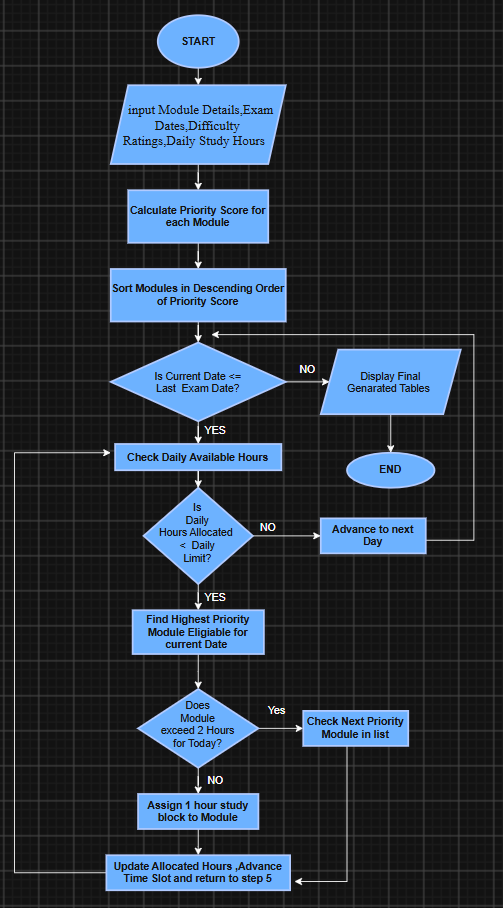 START
input Module Details,Exam
Dates,Difficulty
Ratings,Daily Study Hours
Calculate Priority Score for
each Module
Sort Modules in Descending Order
of Priority Score
Is Current Date <=
Last Exam Date?
NO
Display Final
Genarated Tables
YES
END
Check Daily Available Hours
Is
Daily
Hours Allocated
< Daily
Limit?
NO
Advance to next
Day
YES
Find Highest Priority
Module Eligiable for
current Date
Does
Module
exceed 2 Hours
for Today?
Yes
Check Next Priority
Module in list
NO
Assign 1 hour study
block to Module
Update Allocated Hours ,Advance
Time Slot and return to step 5